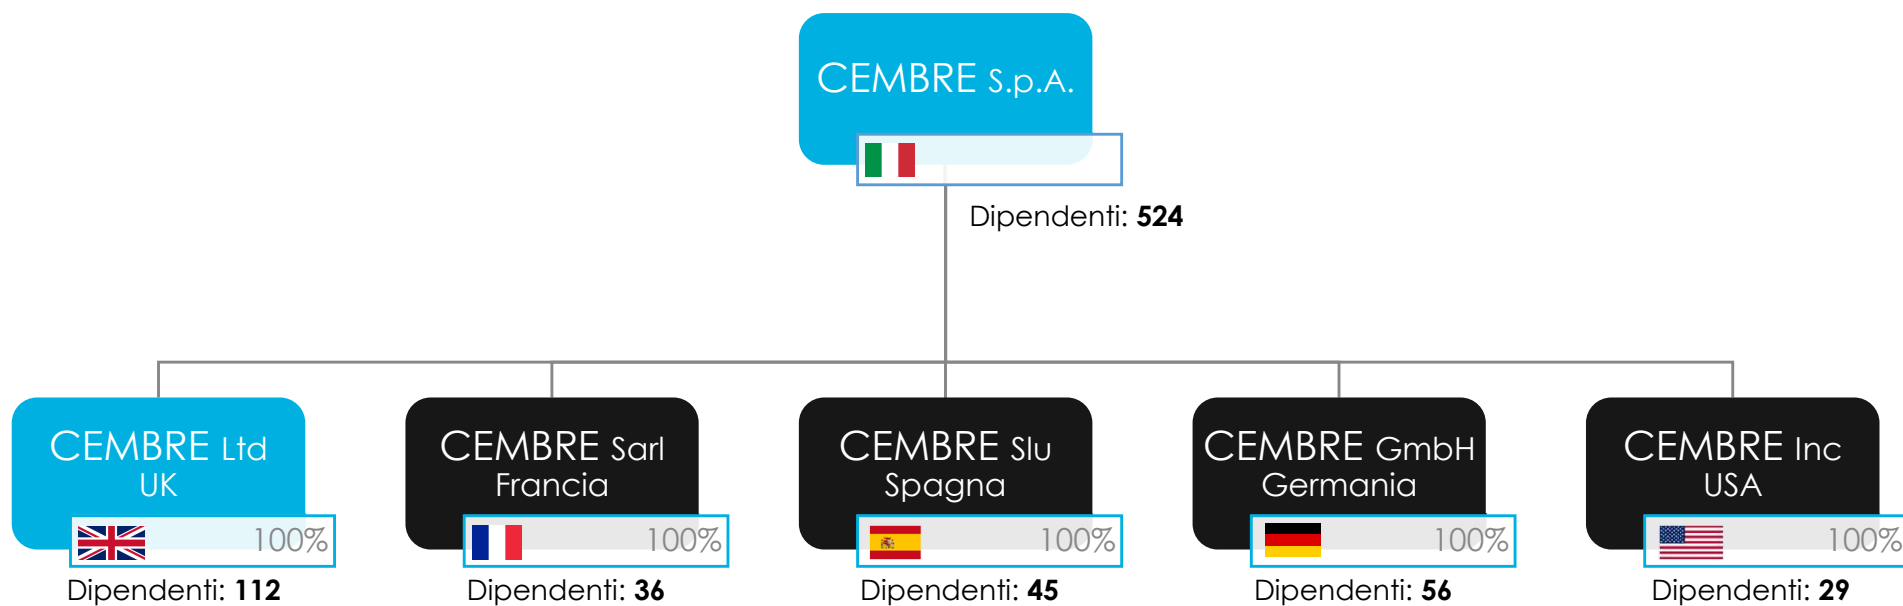 CEMBRE S.p.A.
Dipendenti: 524
CEMBRE Ltd
UK
100%
Dipendenti: 112
CEMBRE Sarl
Francia
100%
Dipendenti: 36
CEMBRE Slu
Spagna
100%
Dipendenti: 45
CEMBRE GmbH
Germania
100%
Dipendenti: 56
CEMBRE Inc
USA
100%
Dipendenti: 29